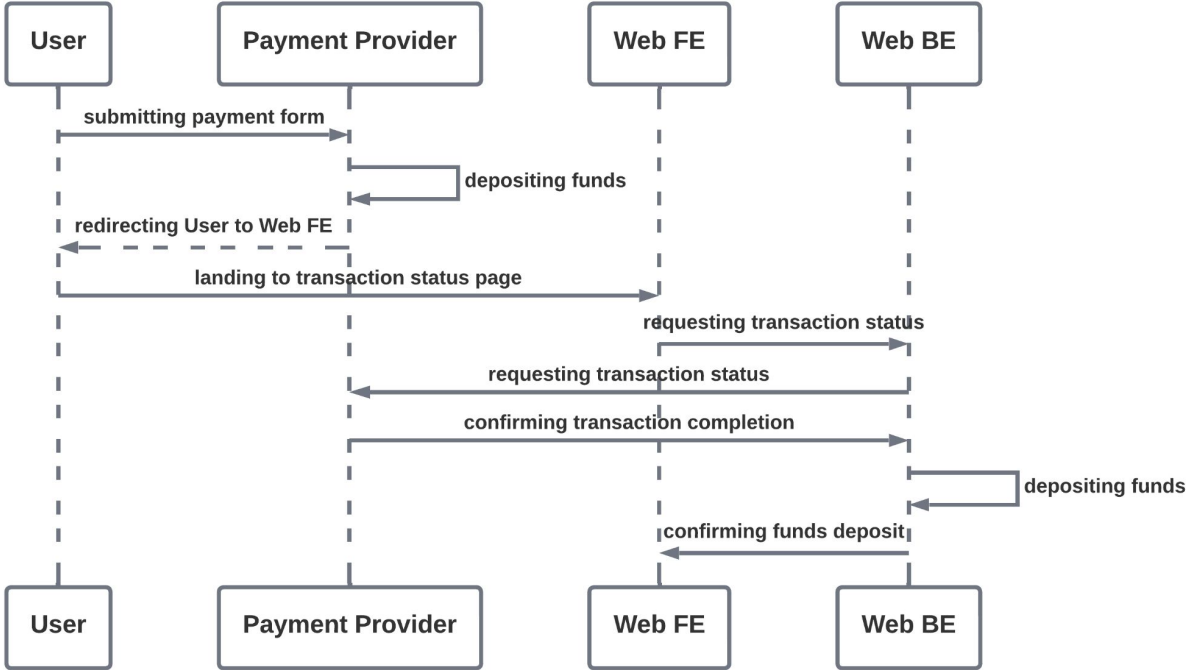 User
Payment Provider
Web FE
Web BE
submitting payment form
depositing funds
redirecting User to Web FE
landing to transaction status page
requesting transaction status
requesting transaction status
confirming transaction completion
depositing funds
confirming funds deposit
User
Payment Provider
Web FE
Web BE